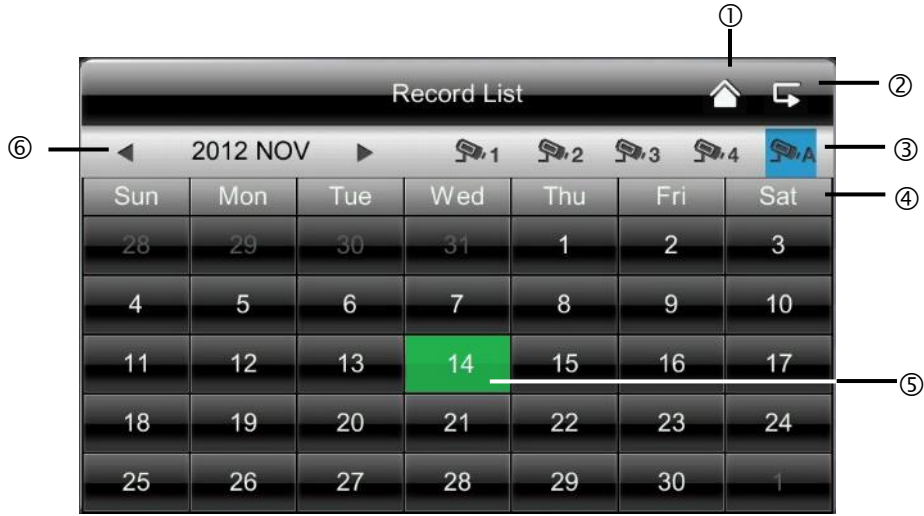 ①
Record List ②
⑥ 2012 NOV 1 2 3 4 A ③
Sun Mon Tue Wed Thu Fri Sat ④
28 29 30 31 1 2 3
4 5 6 7 8 9 10
11 12 13 14 15 16 17
⑤
18 19 20 21 22 23 24
25 26 27 28 29 30 1